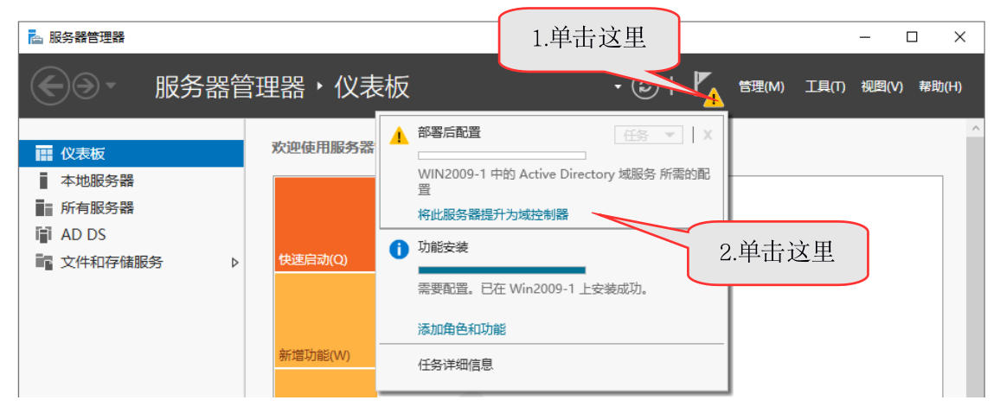 服务器管理器
1.单击这里
服务器管理器 · 仪表板
管理(M) 工具(T) 视图(V) 帮助(H)
仪表板
本地服务器
所有服务器
AD DS
文件和存储服务
欢迎使用服务器
快速启动(Q)
新增功能(W)
部署后配置
任务
X
WIN2009-1 中的 Active Directory 域服务 所需的配
置
将此服务器提升为域控制器
2.单击这里
功能安装
需要配置。已在 Win2009-1 上安装成功。
添加角色和功能
任务详细信息